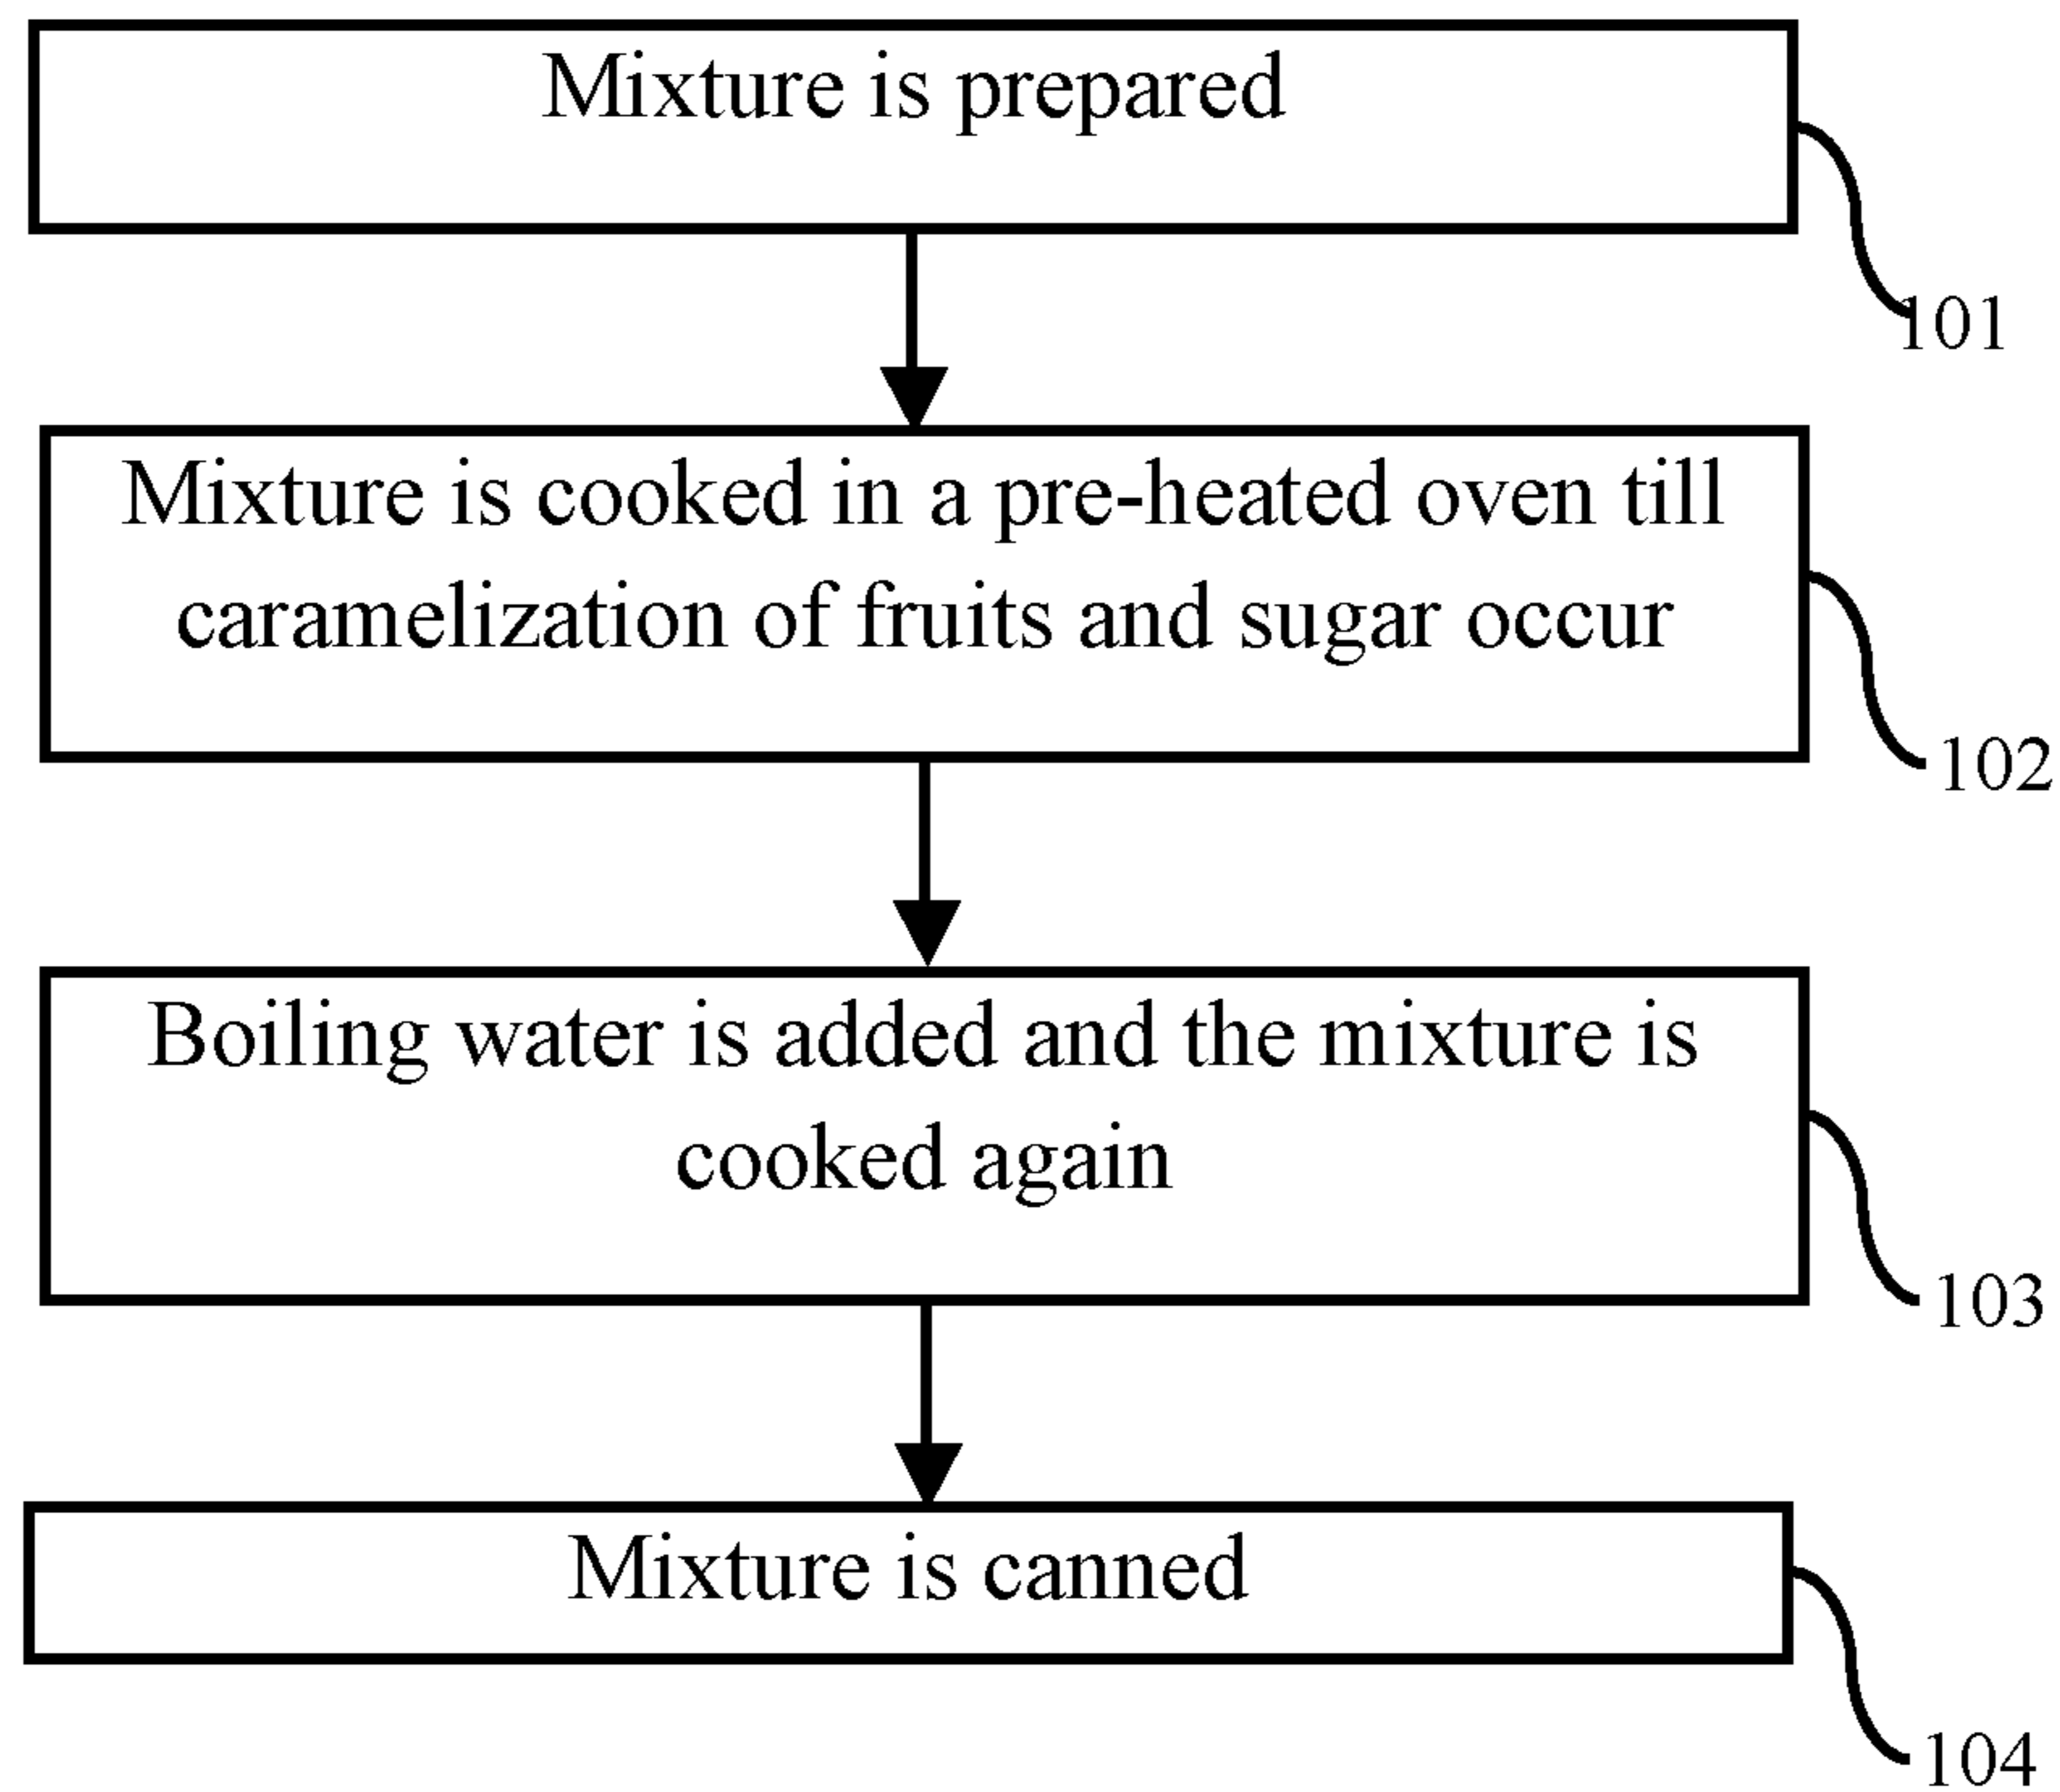 Mixture is prepared
101
Mixture is cooked in a pre-heated oven till
caramelization of fruits and sugar occur
102
Boiling water is added and the mixture is
cooked again
103
Mixture is canned
104